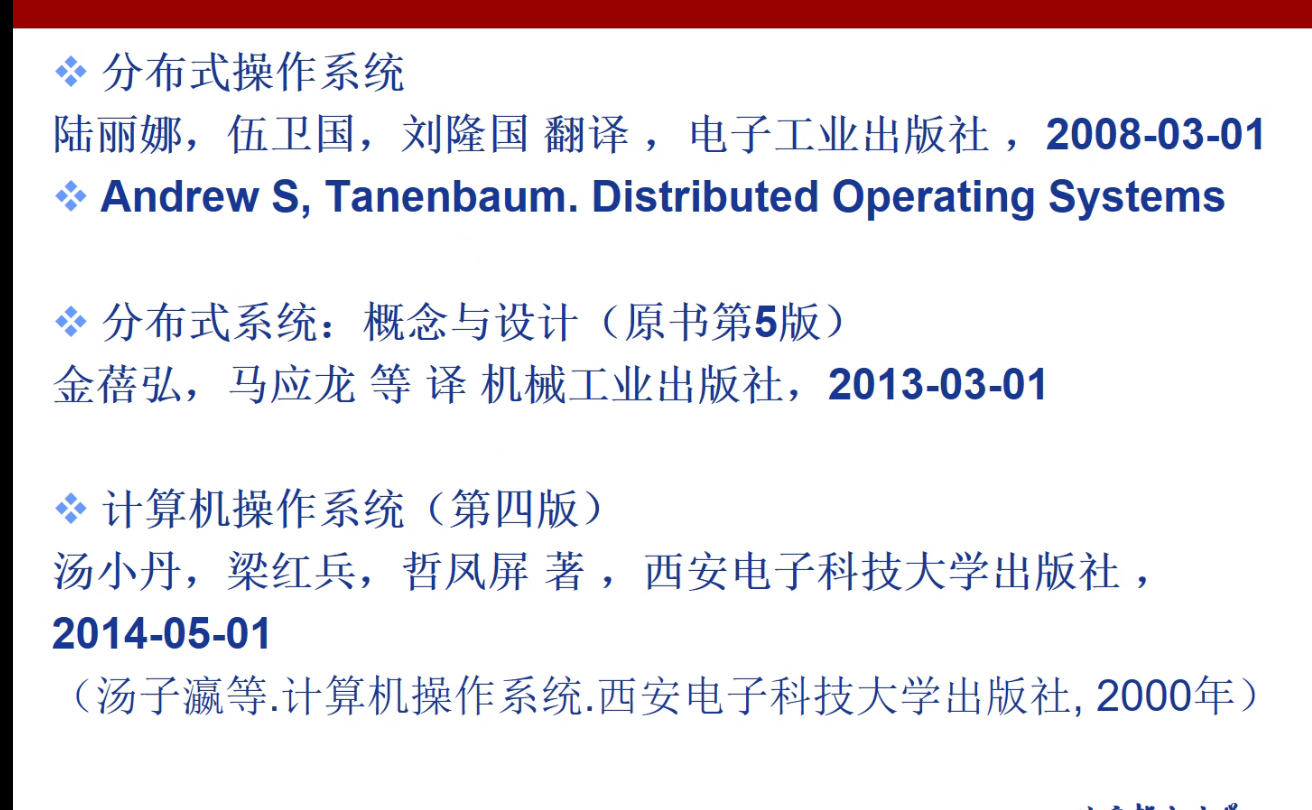 分布式操作系统
陆丽娜，伍卫国，刘隆国 翻译 ，电子工业出版社 ，2008-03-01
Andrew S, Tanenbaum. Distributed Operating Systems
分布式系统：概念与设计（原书第5版）
金蓓弘，马应龙 等 译 机械工业出版社，2013-03-01
计算机操作系统（第四版）
汤小丹，梁红兵，哲凤屏 著 ，西安电子科技大学出版社 ，
2014-05-01
（汤子瀛等.计算机操作系统.西安电子科技大学出版社, 2000年）